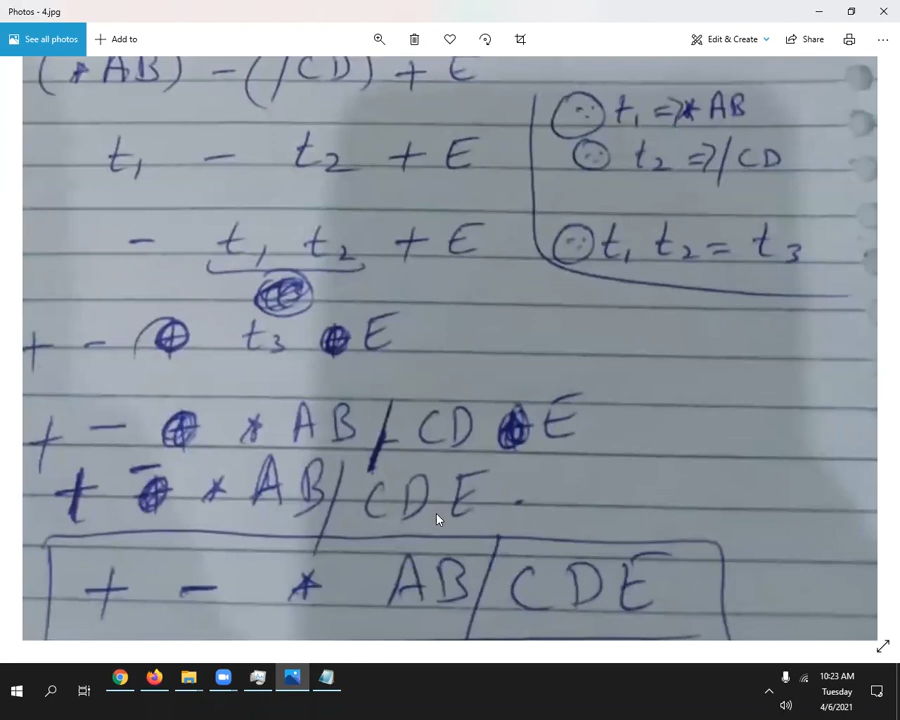 Photos - 4.jpg
See all photos
Add to
Edit & Create
Share
(*AB) - (/CD) + E
t1 - t2 + E
- t1 t2 + E
t1 => * AB
t2 => / CD
t1 t2 = t3
+ - t3 E
+ - * AB / CD E
+ - * AB / CDE .
+ - * AB / CDE
10:23 AM
Tuesday
4/6/2021